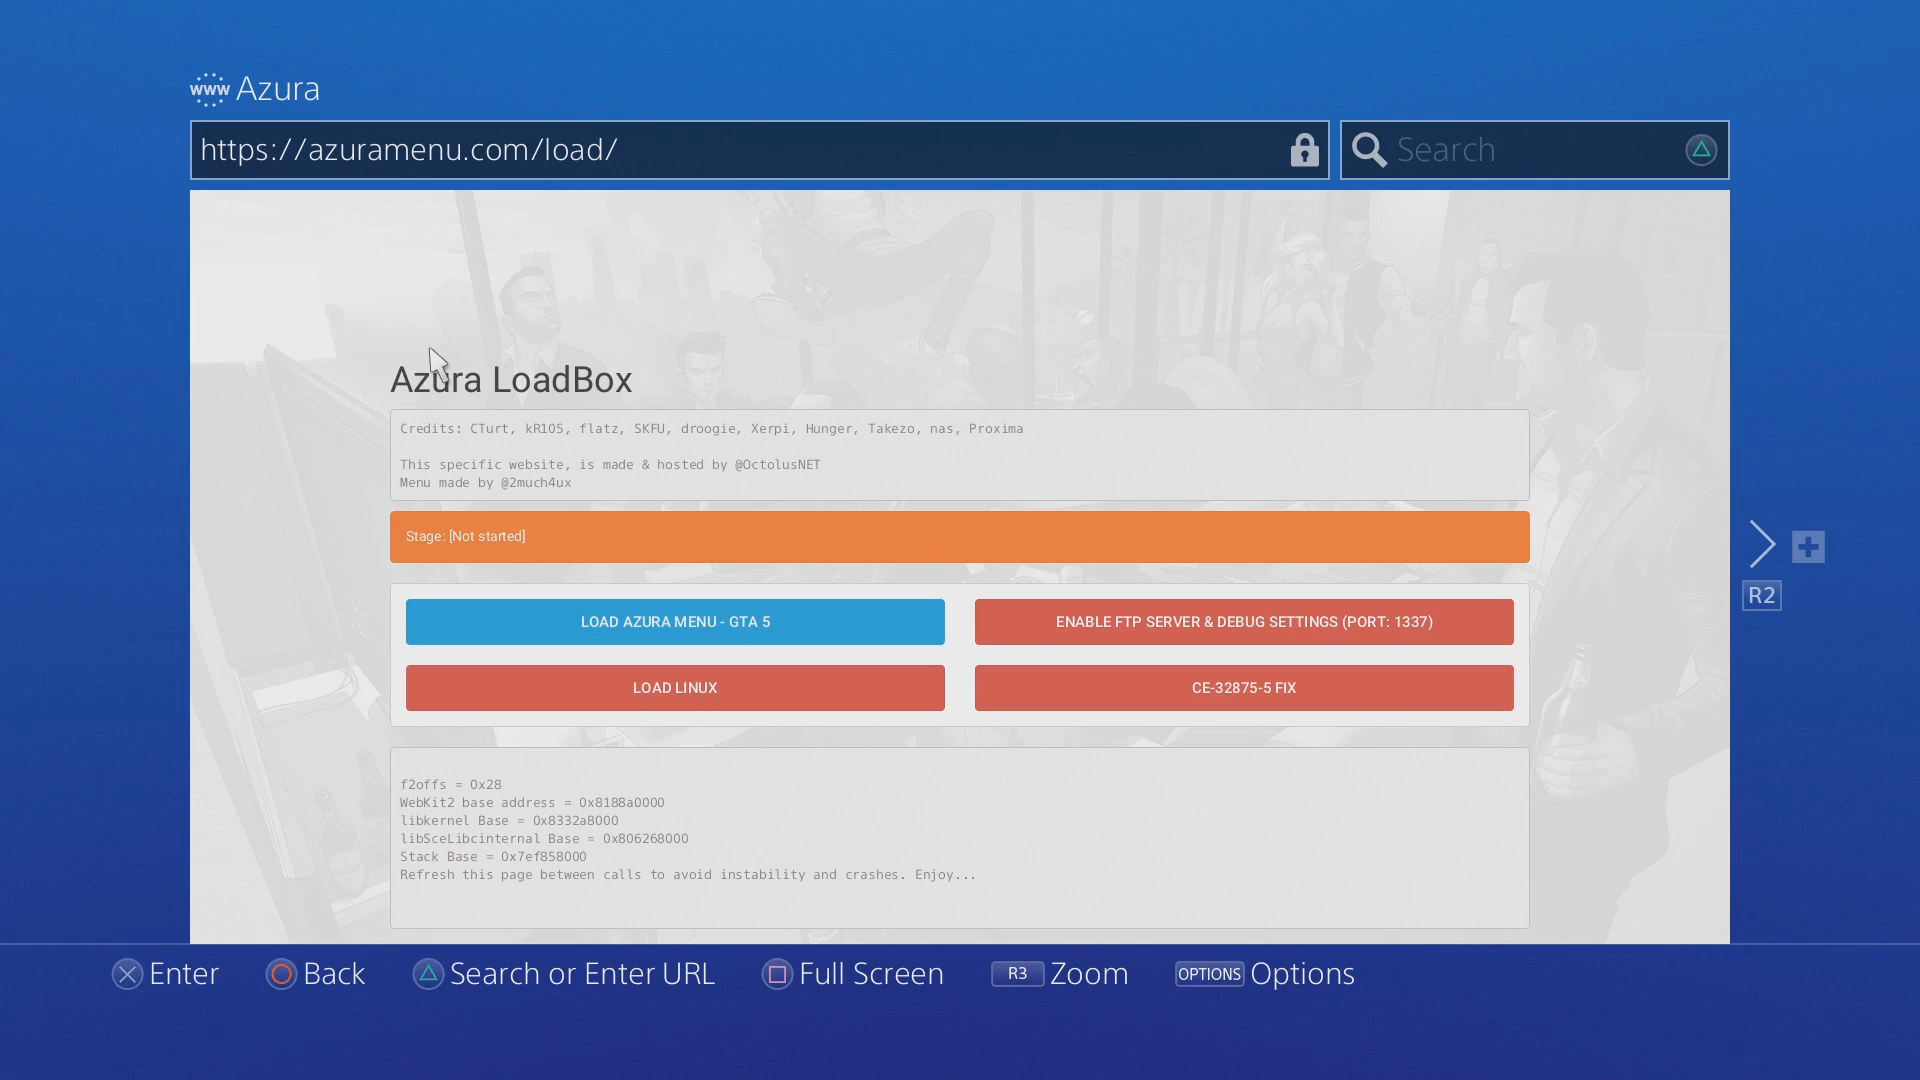 www Azura
https://azuramenu.com/load/
Search
Azura LoadBox
Credits: CTurt, kR105, flatz, SKFU, droogie, Xerpi, Hunger, Takezo, nas, Proxima
This specific website, is made & hosted by @OctolusNET
Menu made by @2much4ux
Stage: [Not started]
LOAD AZURA MENU - GTA 5
ENABLE FTP SERVER & DEBUG SETTINGS (PORT: 1337)
LOAD LINUX
CE-32875-5 FIX
f2offs = 0x28
WebKit2 base address = 0x8188a0000
libkernel Base = 0x8332a8000
libSceLibcinternal Base = 0x806268000
Stack Base = 0x7ef858000
Refresh this page between calls to avoid instability and crashes. Enjoy...
R2
Enter Back Search or Enter URL Full Screen R3 Zoom OPTIONS Options